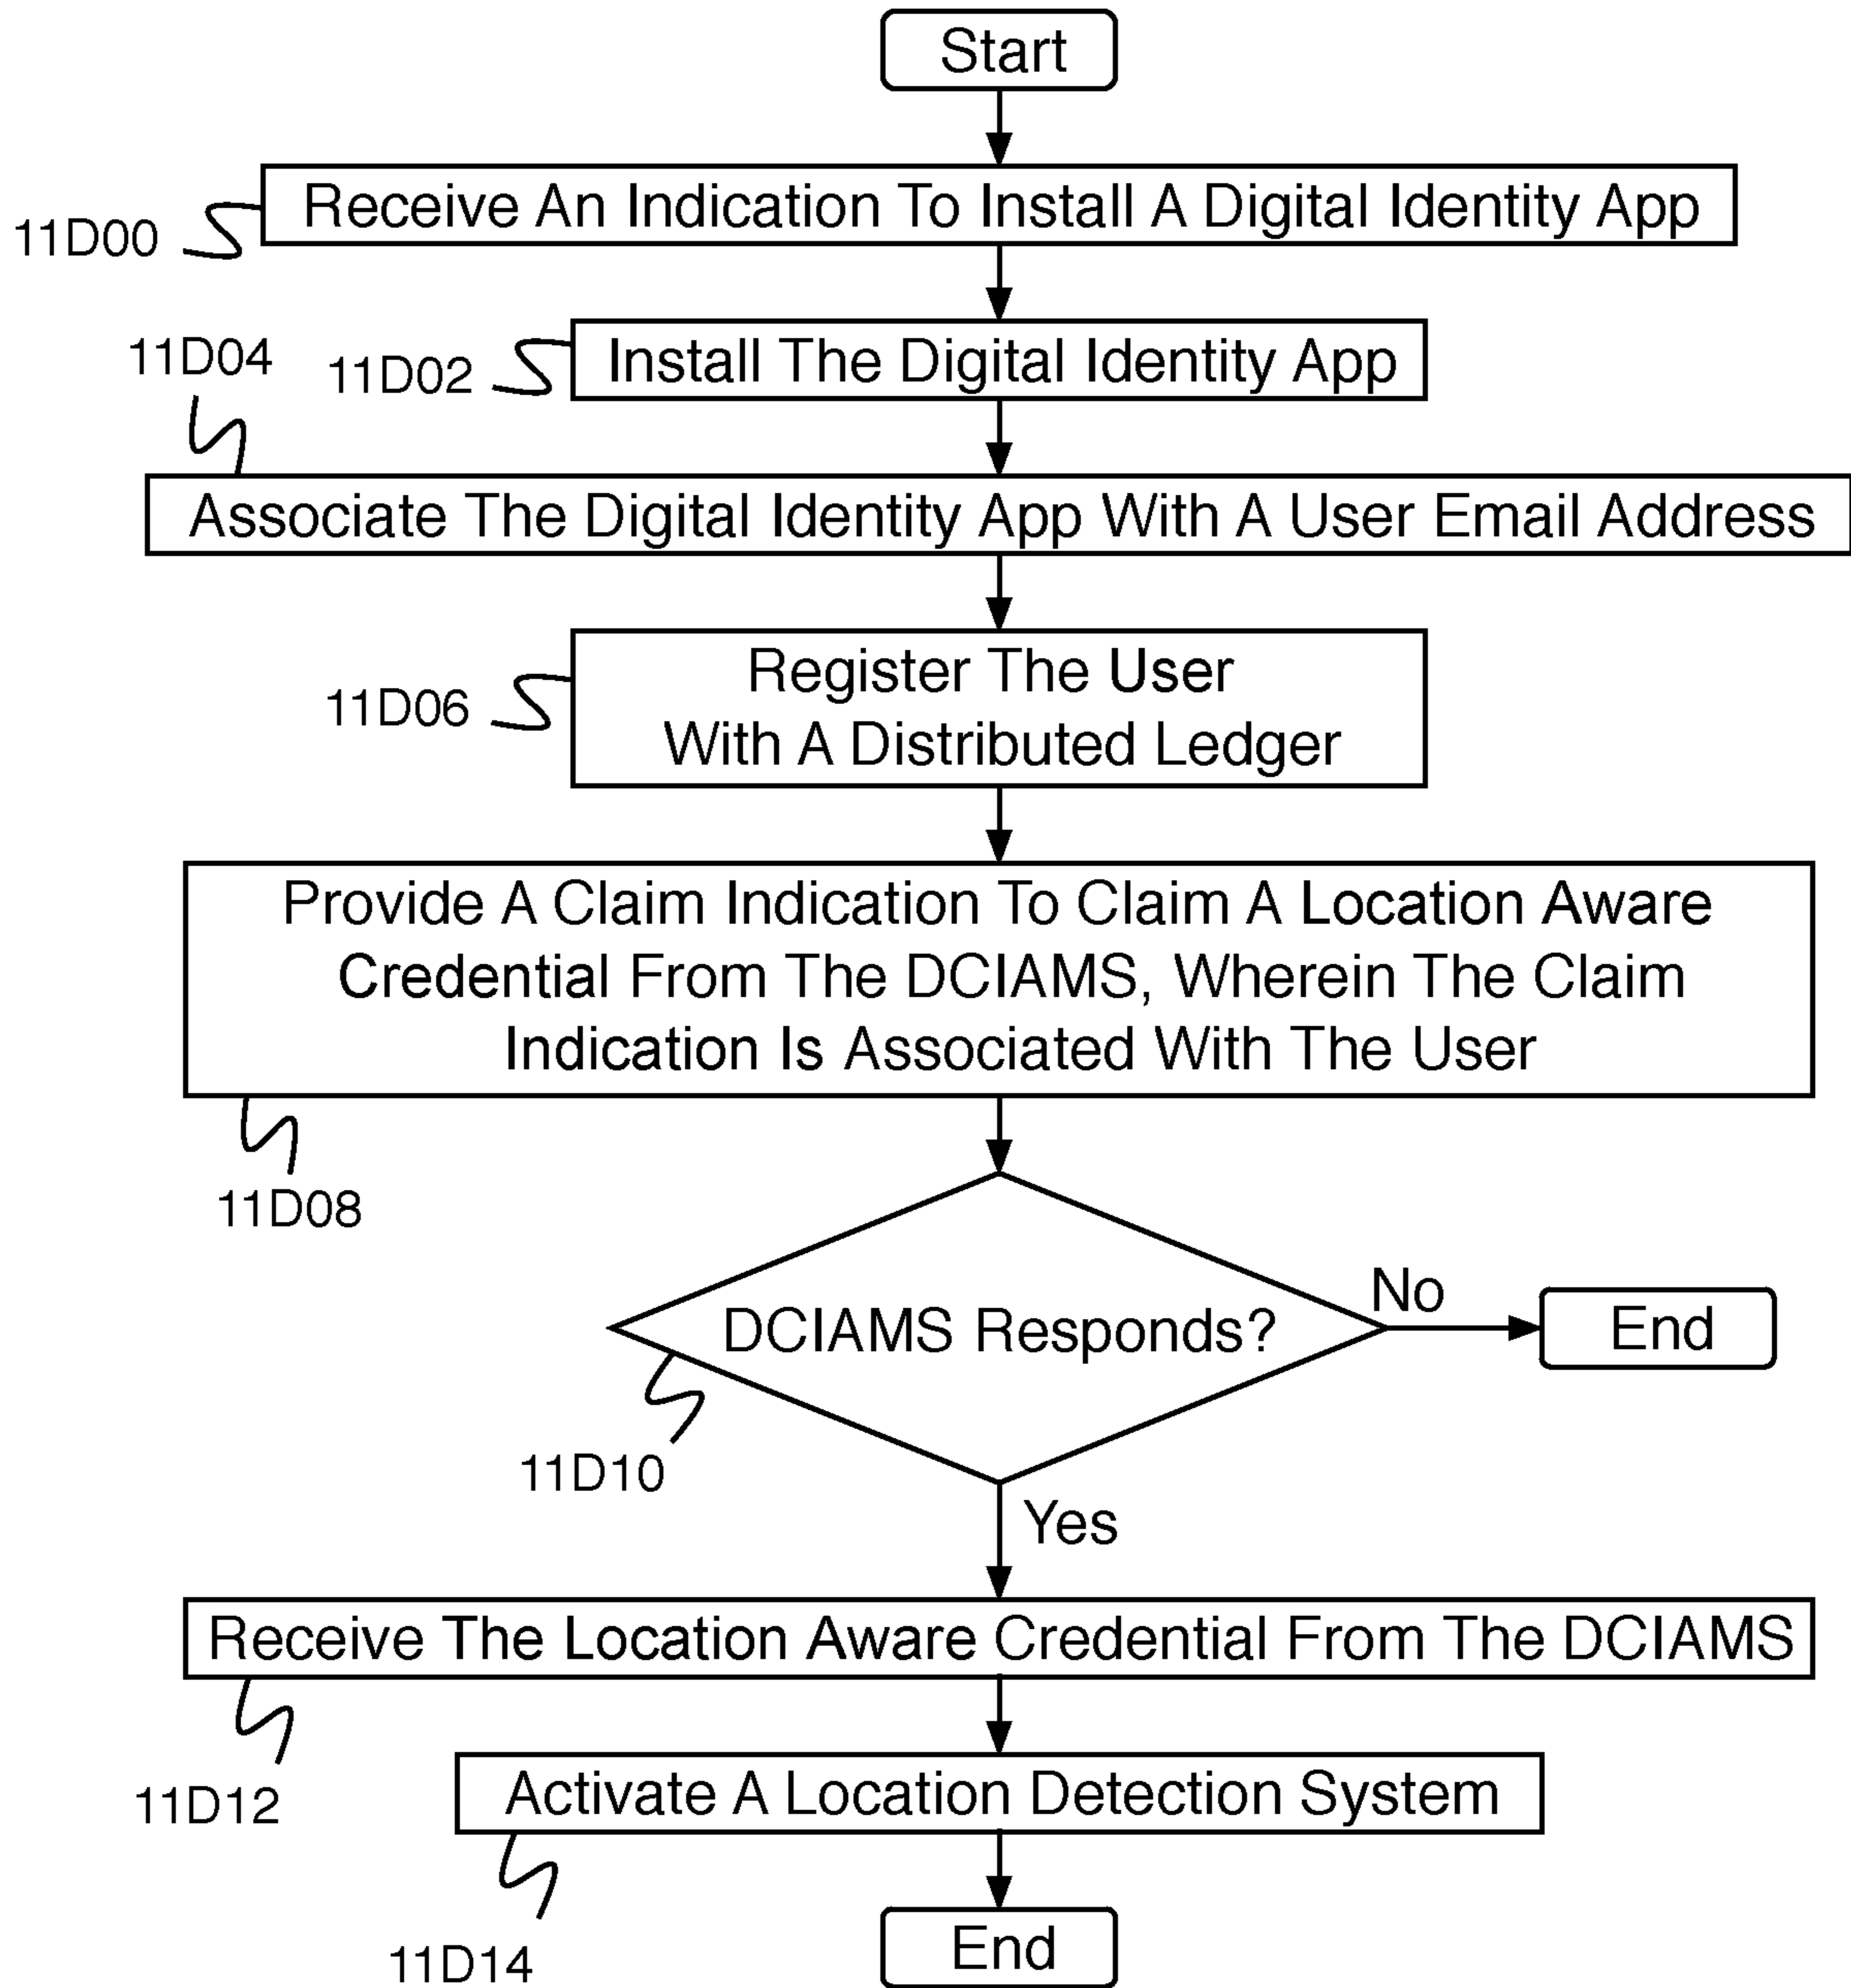 Start
Receive An Indication To Install A Digital Identity App
11D00
Install The Digital Identity App
11D04
11D02
Associate The Digital Identity App With A User Email Address
Register The User
With A Distributed Ledger
11D06
Provide A Claim Indication To Claim A Location Aware
Credential From The DCIAMS, Wherein The Claim
Indication Is Associated With The User
11D08
DCIAMS Responds?
No
End
11D10
Yes
Receive The Location Aware Credential From The DCIAMS
11D12
Activate A Location Detection System
11D14
End